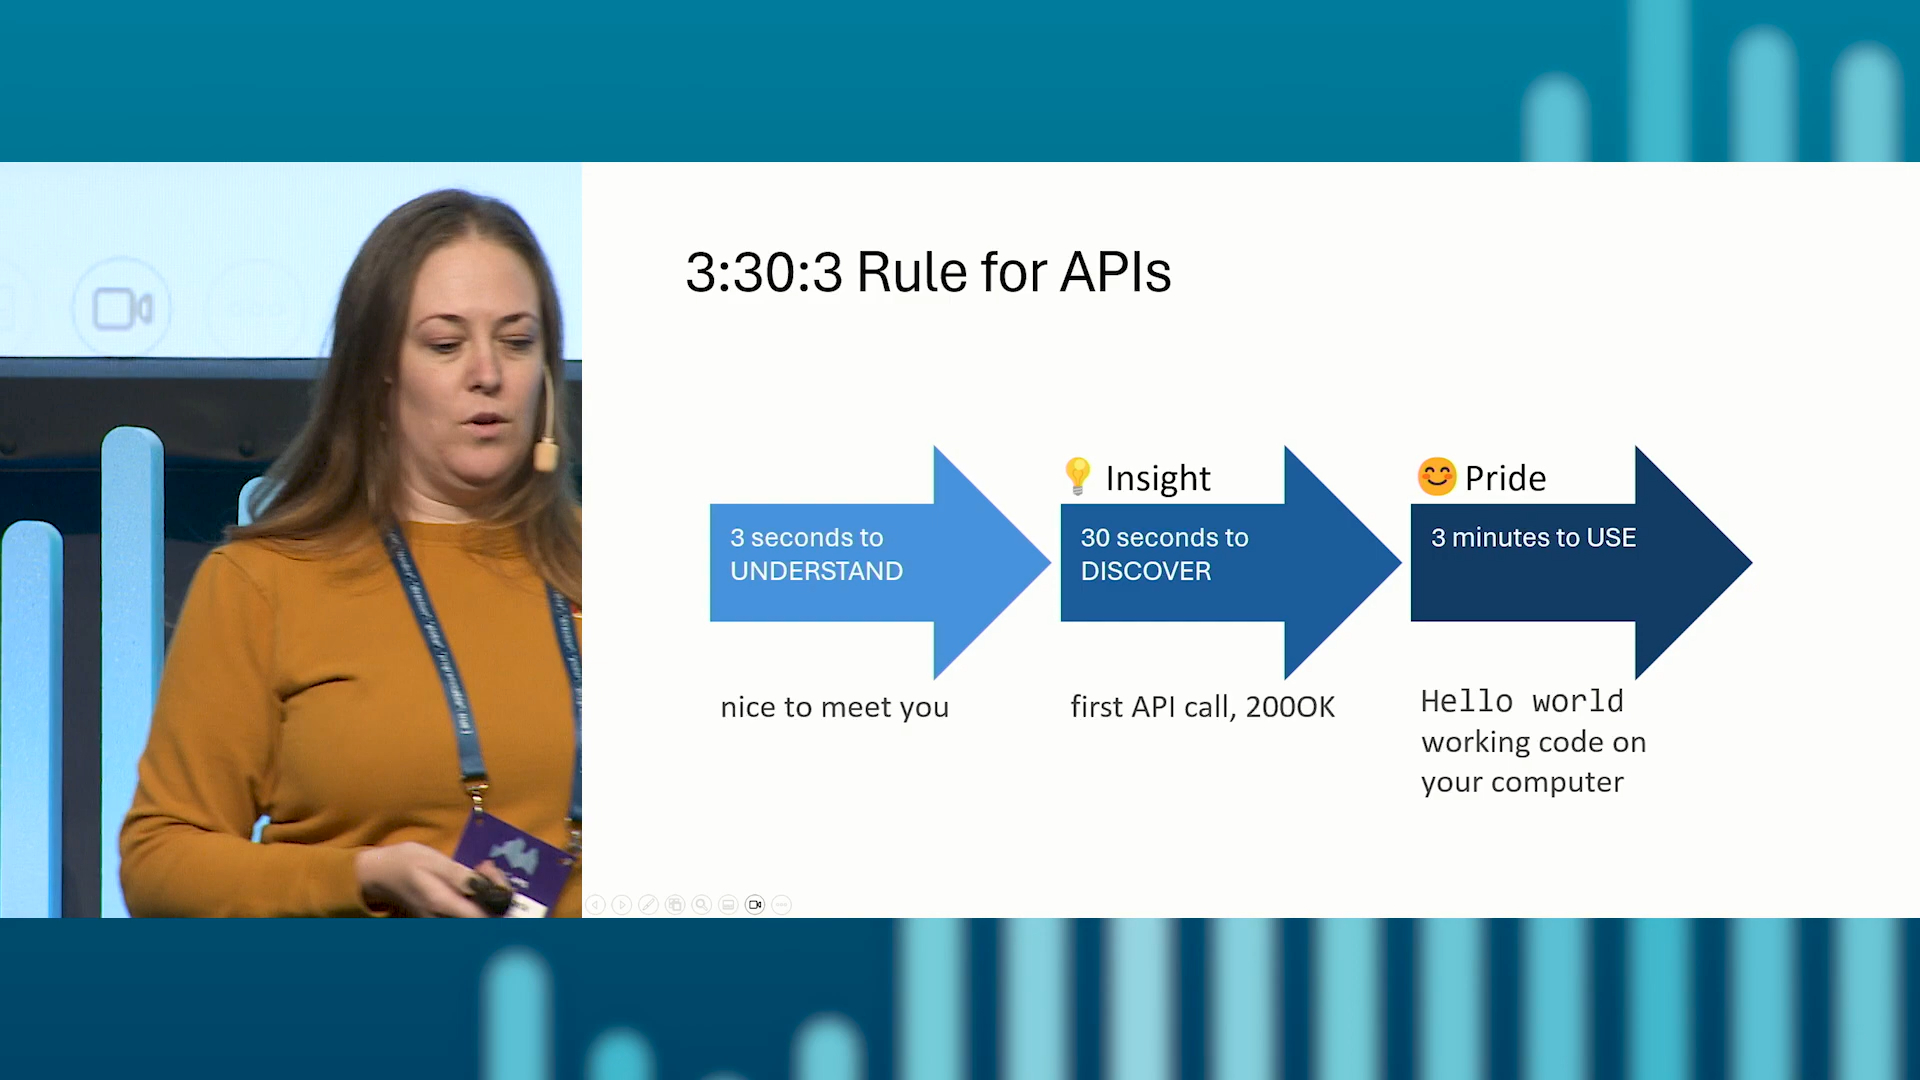 3:30:3 Rule for APIs
💡 Insight
😊 Pride
3 seconds to
UNDERSTAND
30 seconds to
DISCOVER
3 minutes to USE
nice to meet you
first API call, 200OK
Hello world
working code on
your computer